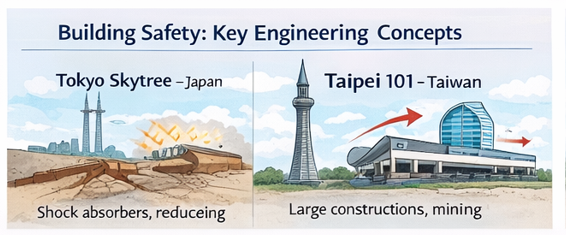 Building Safety: Key Engineering Concepts
Tokyo Skytree – Japan
Taipei 101 – Taiwan
Shock absorbers, reduceing
Large constructions, mining